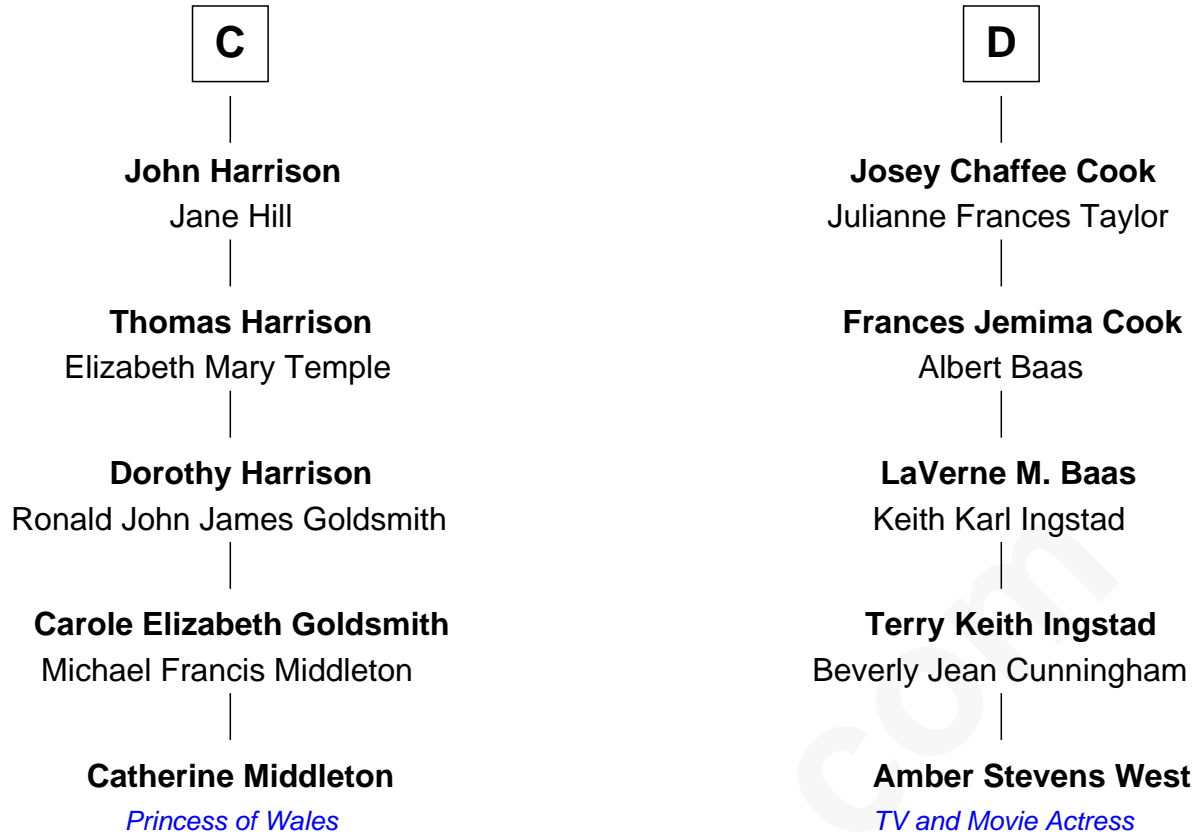 C
D
John Harrison
Jane Hill
Josey Chaffee Cook
Julianne Frances Taylor
Thomas Harrison
Elizabeth Mary Temple
Frances Jemima Cook
Albert Baas
Dorothy Harrison
Ronald John James Goldsmith
LaVerne M. Baas
Keith Karl Ingstad
Carole Elizabeth Goldsmith
Michael Francis Middleton
Terry Keith Ingstad
Beverly Jean Cunningham
Catherine Middleton
Princess of Wales
Amber Stevens West
TV and Movie Actress
com